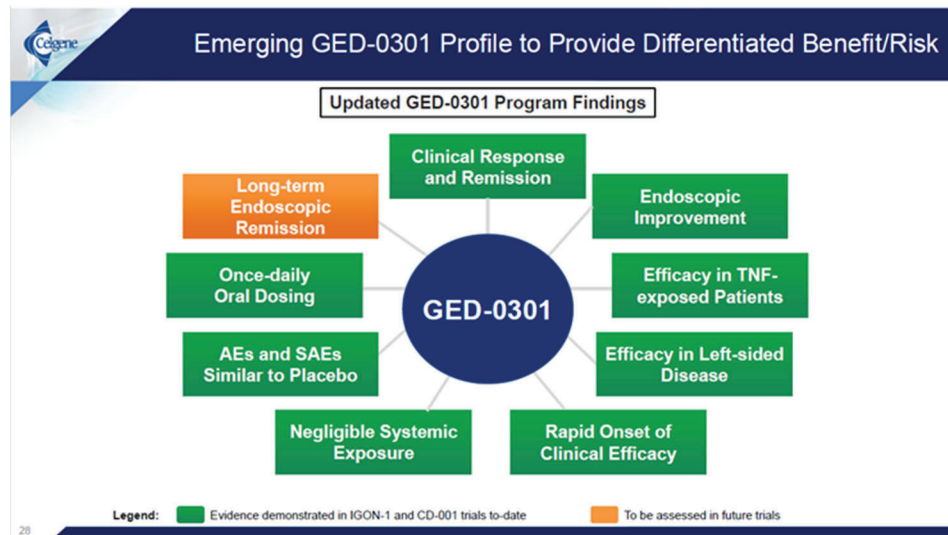 Celgene
Emerging GED-0301 Profile to Provide Differentiated Benefit/Risk
Updated GED-0301 Program Findings
Clinical Response
and Remission
Long-term
Endoscopic
Remission
Endoscopic
Improvement
Once-daily
Oral Dosing
GED-0301
Efficacy in TNF-
exposed Patients
AEs and SAEs
Similar to Placebo
Efficacy in Left-sided
Disease
Negligible Systemic
Exposure
Rapid Onset of
Clinical Efficacy
Legend:
Evidence demonstrated in IGON-1 and CD-001 trials to-date
To be assessed in future trials
28